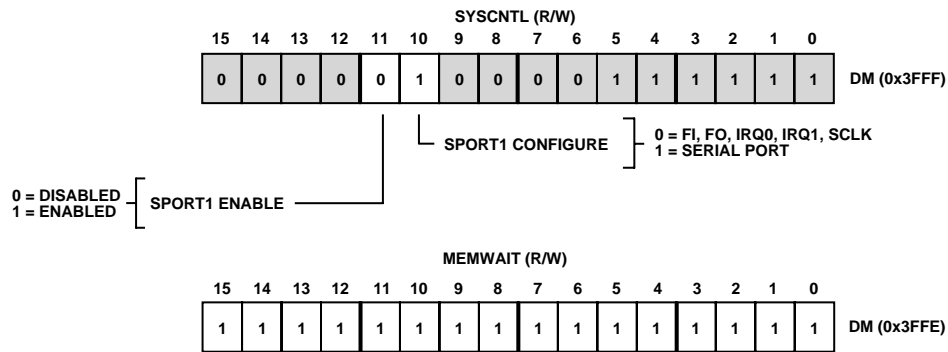 SYSCNTL (R/W)
15 14 13 12 11 10 9 8 7 6 5 4 3 2 1 0
0 0 0 0 0 1 0 0 0 0 1 1 1 1 1 1 DM (0x3FFF)
SPORT1 CONFIGURE
0 = FI, FO, IRQ0, IRQ1, SCLK
1 = SERIAL PORT
0 = DISABLED
1 = ENABLED
SPORT1 ENABLE
MEMWAIT (R/W)
15 14 13 12 11 10 9 8 7 6 5 4 3 2 1 0
1 1 1 1 1 1 1 1 1 1 1 1 1 1 1 1 DM (0x3FFE)